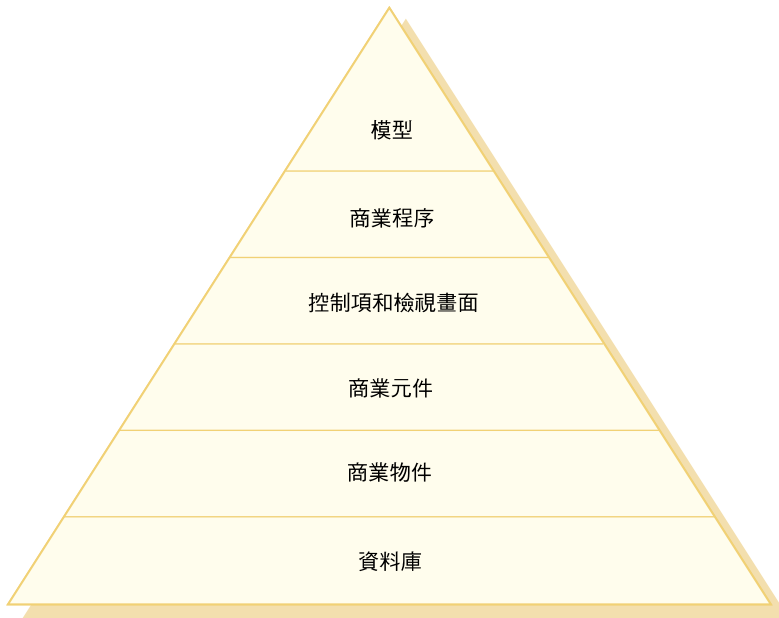 模型
商業程序
控制項和檢視畫面
商業元件
商業物件
資料庫